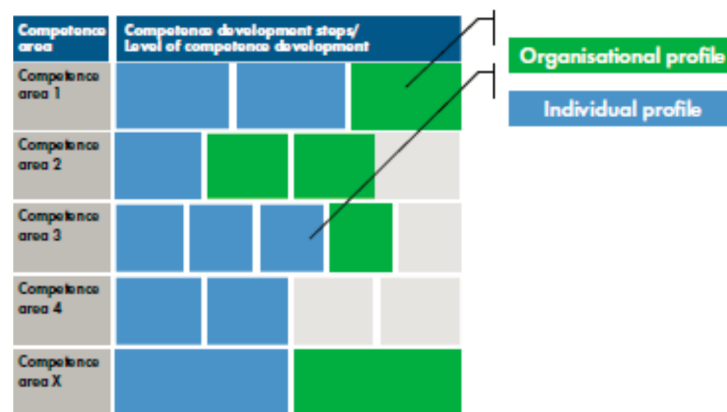 Competence
area
Competence development steps/
Level of competence development
Organisational profile
Individual profile
Competence
area 1
Competence
area 2
Competence
area 3
Competence
area 4
Competence
area X